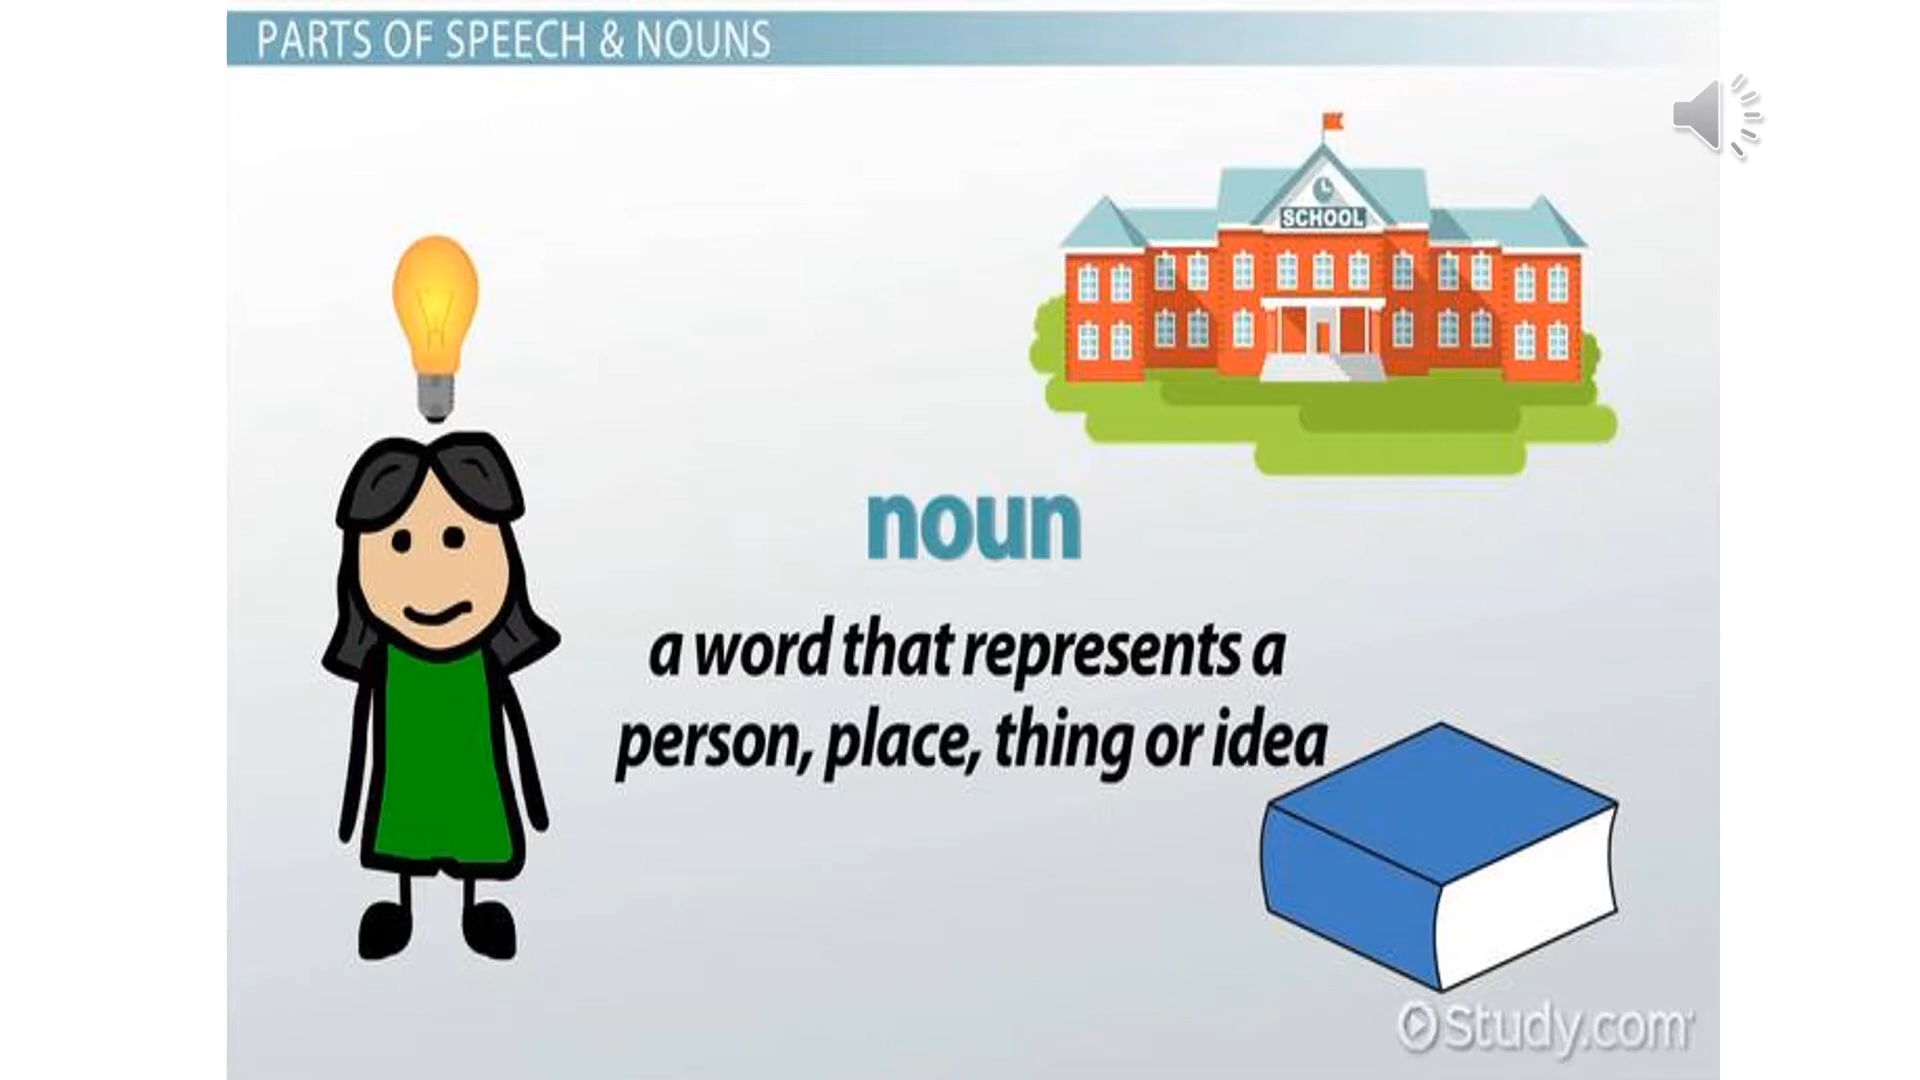 PARTS OF SPEECH & NOUNS
SCHOOL
noun
a word that represents a
person, place, thing or idea
Study.com